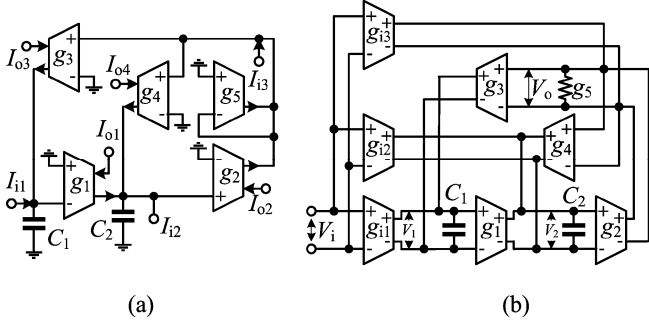 I_o3
g_3
I_o4
g_4
g_5
I_i3
I_o1
I_i1
g_1
g_2
C_1
C_2
I_i2
I_o2
(a)
g_i3
g_3
V_o
g_5
g_i2
g_4
V_i
g_i1
V_1
C_1
g_1
V_2
C_2
g_2
(b)